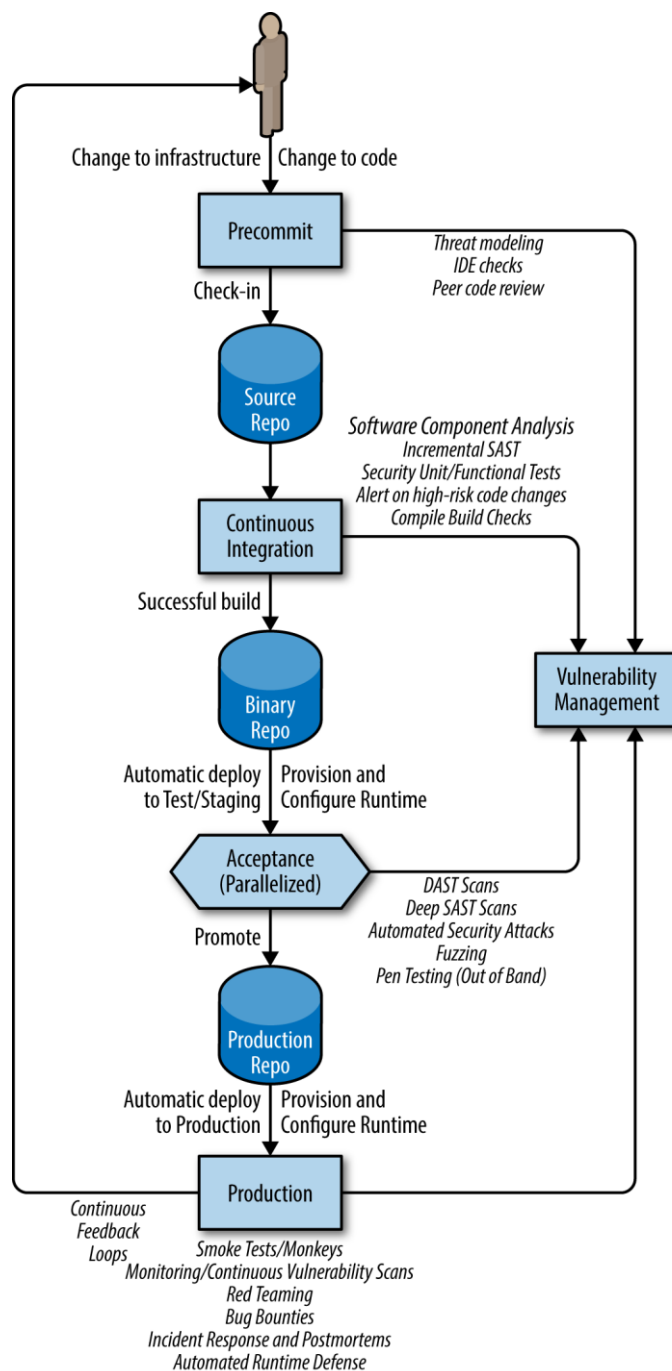 Change to infrastructure
Change to code
Precommit
Threat modeling
IDE checks
Peer code review
Check-in
Source
Repo
Software Component Analysis
Incremental SAST
Security Unit/Functional Tests
Alert on high-risk code changes
Compile Build Checks
Continuous
Integration
Successful build
Vulnerability
Management
Binary
Repo
Automatic deploy
to Test/Staging
Provision and
Configure Runtime
Acceptance
(Parallelized)
DAST Scans
Deep SAST Scans
Automated Security Attacks
Fuzzing
Pen Testing (Out of Band)
Promote
Production
Repo
Automatic deploy
to Production
Provision and
Configure Runtime
Production
Continuous
Feedback
Loops
Smoke Tests/Monkeys
Monitoring/Continuous Vulnerability Scans
Red Teaming
Bug Bounties
Incident Response and Postmortems
Automated Runtime Defense